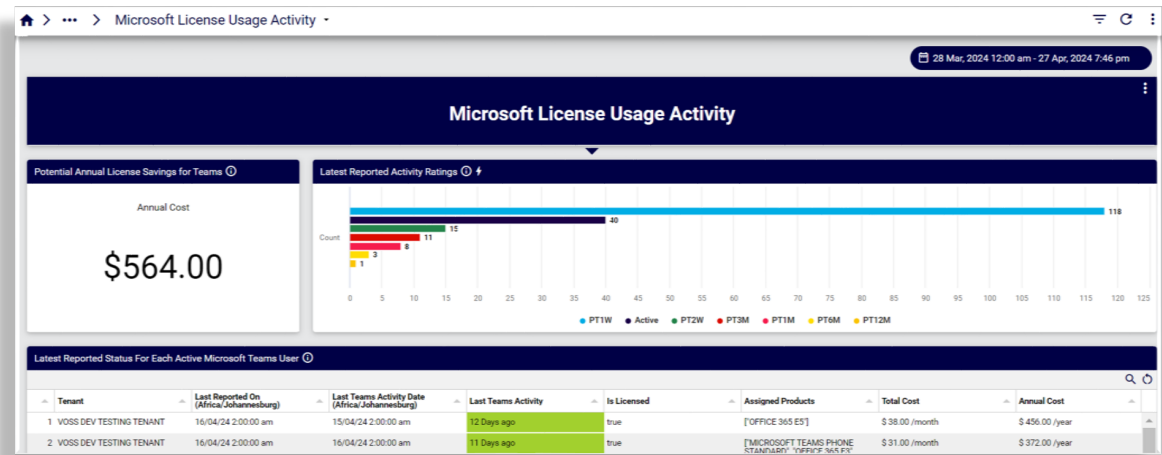 Microsoft License Usage Activity
28 Mar, 2024 12:00 am - 27 Apr, 2024 7:46 pm
Microsoft License Usage Activity
Potential Annual License Savings for Teams
Latest Reported Activity Ratings
Annual Cost
$564.00
118
40
15
11
Count
8
3
1
0 5 10 15 20 25 30 35 40 45 50 55 60 65 70 75 80 85 90 95 100 105 110 115 120 125
PT1W Active PT2W PT3M PT1M PT6M PT12M
Latest Reported Status For Each Active Microsoft Teams User
Tenant Last Reported On (Africa/Johannesburg) Last Teams Activity Date (Africa/Johannesburg) Last Teams Activity Is Licensed Assigned Products Total Cost Annual Cost
1 VOSS DEV TESTING TENANT 16/04/24 2:00:00 am 15/04/24 2:00:00 am 12 Days ago true ["OFFICE 365 E5"] $ 38.00 /month $ 456.00 /year
2 VOSS DEV TESTING TENANT 16/04/24 2:00:00 am 16/04/24 2:00:00 am 11 Days ago true ["MICROSOFT TEAMS PHONE STANDARD", "OFFICE 365 E3" $ 31.00 /month $ 372.00 /year